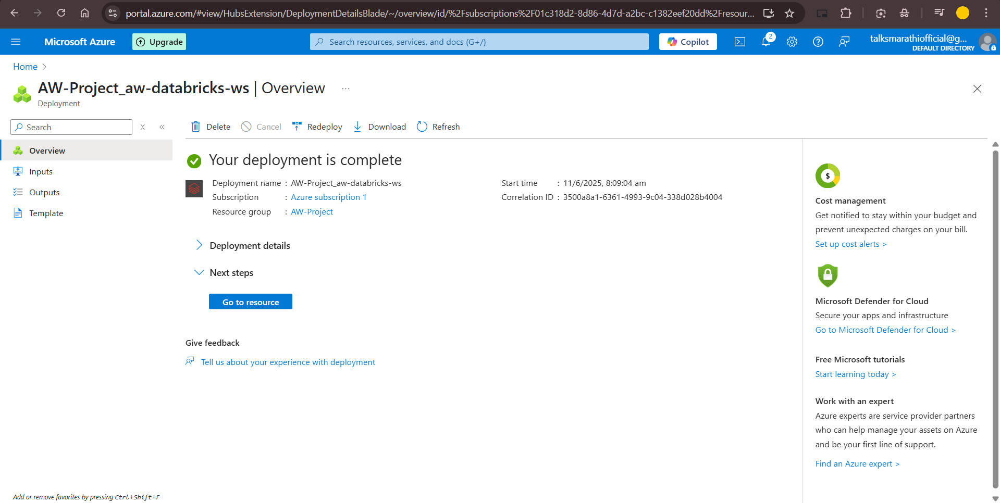 portal.azure.com/#view/HubsExtension/DeploymentDetailsBlade/~/overview/id/%2Fsubscriptions%2F01c318d2-8d86-4d7d-a2bc-c1382eef20dd%2Fresour...
Microsoft Azure
Upgrade
Search resources, services, and docs (G+/)
Copilot
2
talksmarathiofficial@g...
DEFAULT DIRECTORY
Home
AW-Project_aw-databricks-ws | Overview
...
Deployment
Search
Delete
Cancel
Redeploy
Download
Refresh
Overview
Inputs
Outputs
Template
Your deployment is complete
Deployment name : AW-Project_aw-databricks-ws
Subscription : Azure subscription 1
Resource group : AW-Project
Start time : 11/6/2025, 8:09:04 am
Correlation ID : 3500a8a1-6361-4993-9c04-338d028b4004
Deployment details
Next steps
Go to resource
Give feedback
Tell us about your experience with deployment
$
Cost management
Get notified to stay within your budget and
prevent unexpected charges on your bill.
Set up cost alerts >
Microsoft Defender for Cloud
Secure your apps and infrastructure
Go to Microsoft Defender for Cloud >
Free Microsoft tutorials
Start learning today >
Work with an expert
Azure experts are service provider partners
who can help manage your assets on Azure
and be your first line of support.
Find an Azure expert >
Add or remove favorites by pressing Ctrl+Shift+F